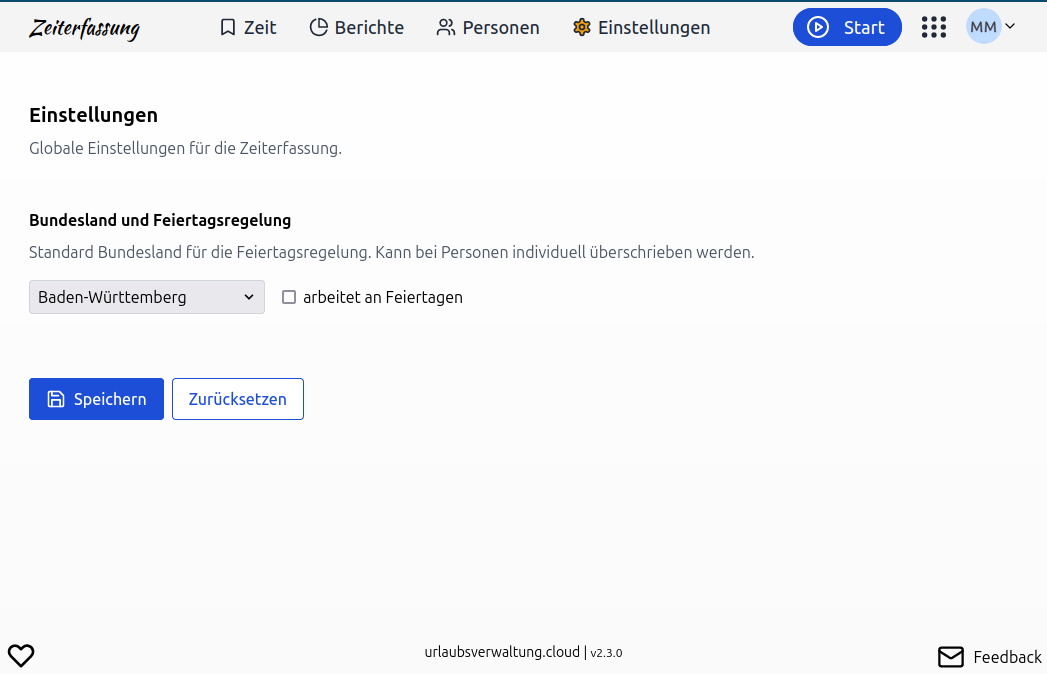 Zeiterfassung Zeit Berichte Personen Einstellungen Start MM
Einstellungen
Globale Einstellungen für die Zeiterfassung.
Bundesland und Feiertagsregelung
Standard Bundesland für die Feiertagsregelung. Kann bei Personen individuell überschrieben werden.
Baden-Württemberg arbeitet an Feiertagen
Speichern Zurücksetzen
urlaubsverwaltung.cloud | v2.3.0 Feedback